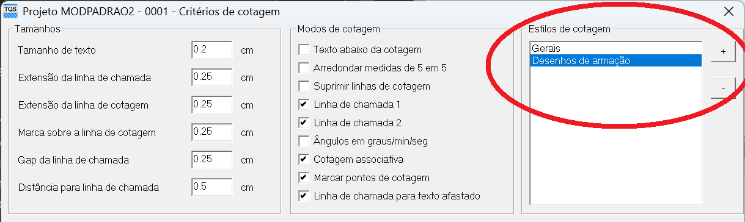 TQS Projeto MODPADRAO2 - 0001 - Critérios de cotagem
Tamanhos
Tamanho de texto 0.2 cm
Extensão da linha de chamada 0.25 cm
Extensão da linha de cotagem 0.25 cm
Marca sobre a linha de cotagem 0.25 cm
Gap da linha de chamada 0.25 cm
Distância para linha de chamada 0.5 cm
Modos de cotagem
Texto abaixo da cotagem
Arredondar medidas de 5 em 5
Suprimir linhas de cotagem
Linha de chamada 1
Linha de chamada 2
Ângulos em graus/min/seg
Cotagem associativa
Marcar pontos de cotagem
Linha de chamada para texto afastado
Estilos de cotagem
Gerais
Desenhos de armação
+
-